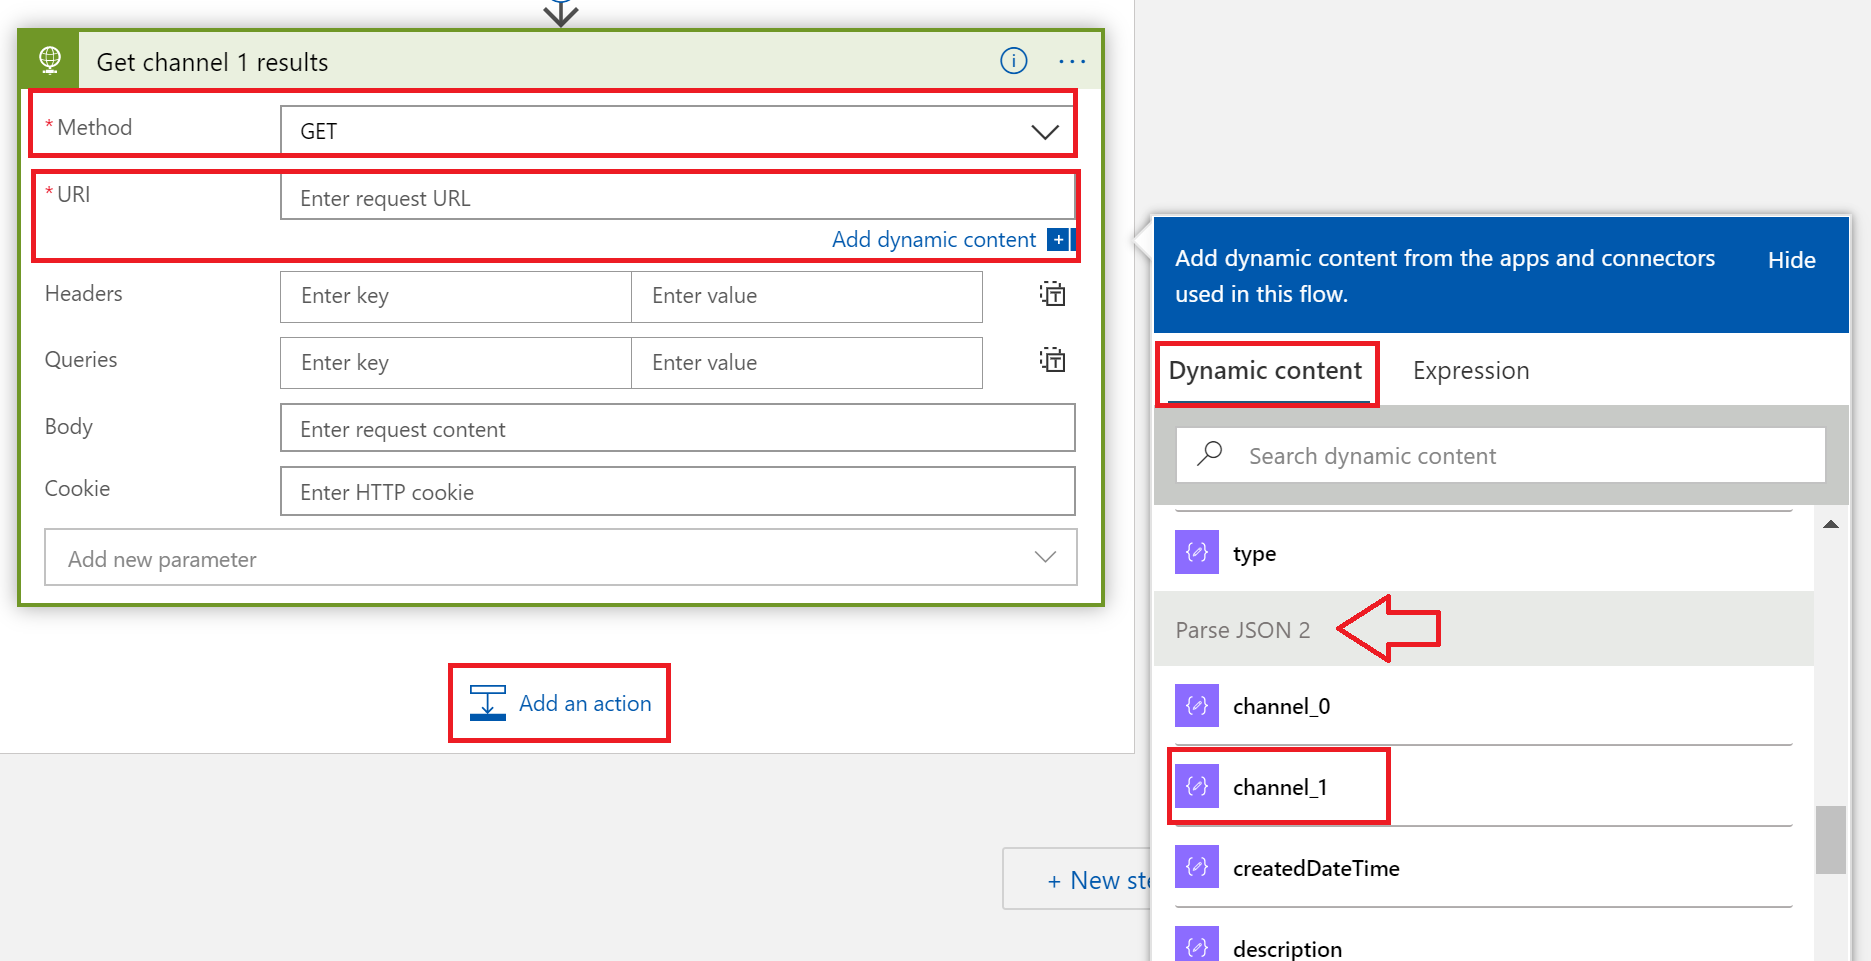 Get channel 1 results
* Method
GET
* URI
Enter request URL
Add dynamic content +
Headers
Enter key
Enter value
Queries
Enter key
Enter value
Body
Enter request content
Cookie
Enter HTTP cookie
Add new parameter
Add an action
+ New ste
Add dynamic content from the apps and connectors
used in this flow.
Hide
Dynamic content
Expression
Search dynamic content
type
Parse JSON 2
channel_0
channel_1
createdDateTime
description